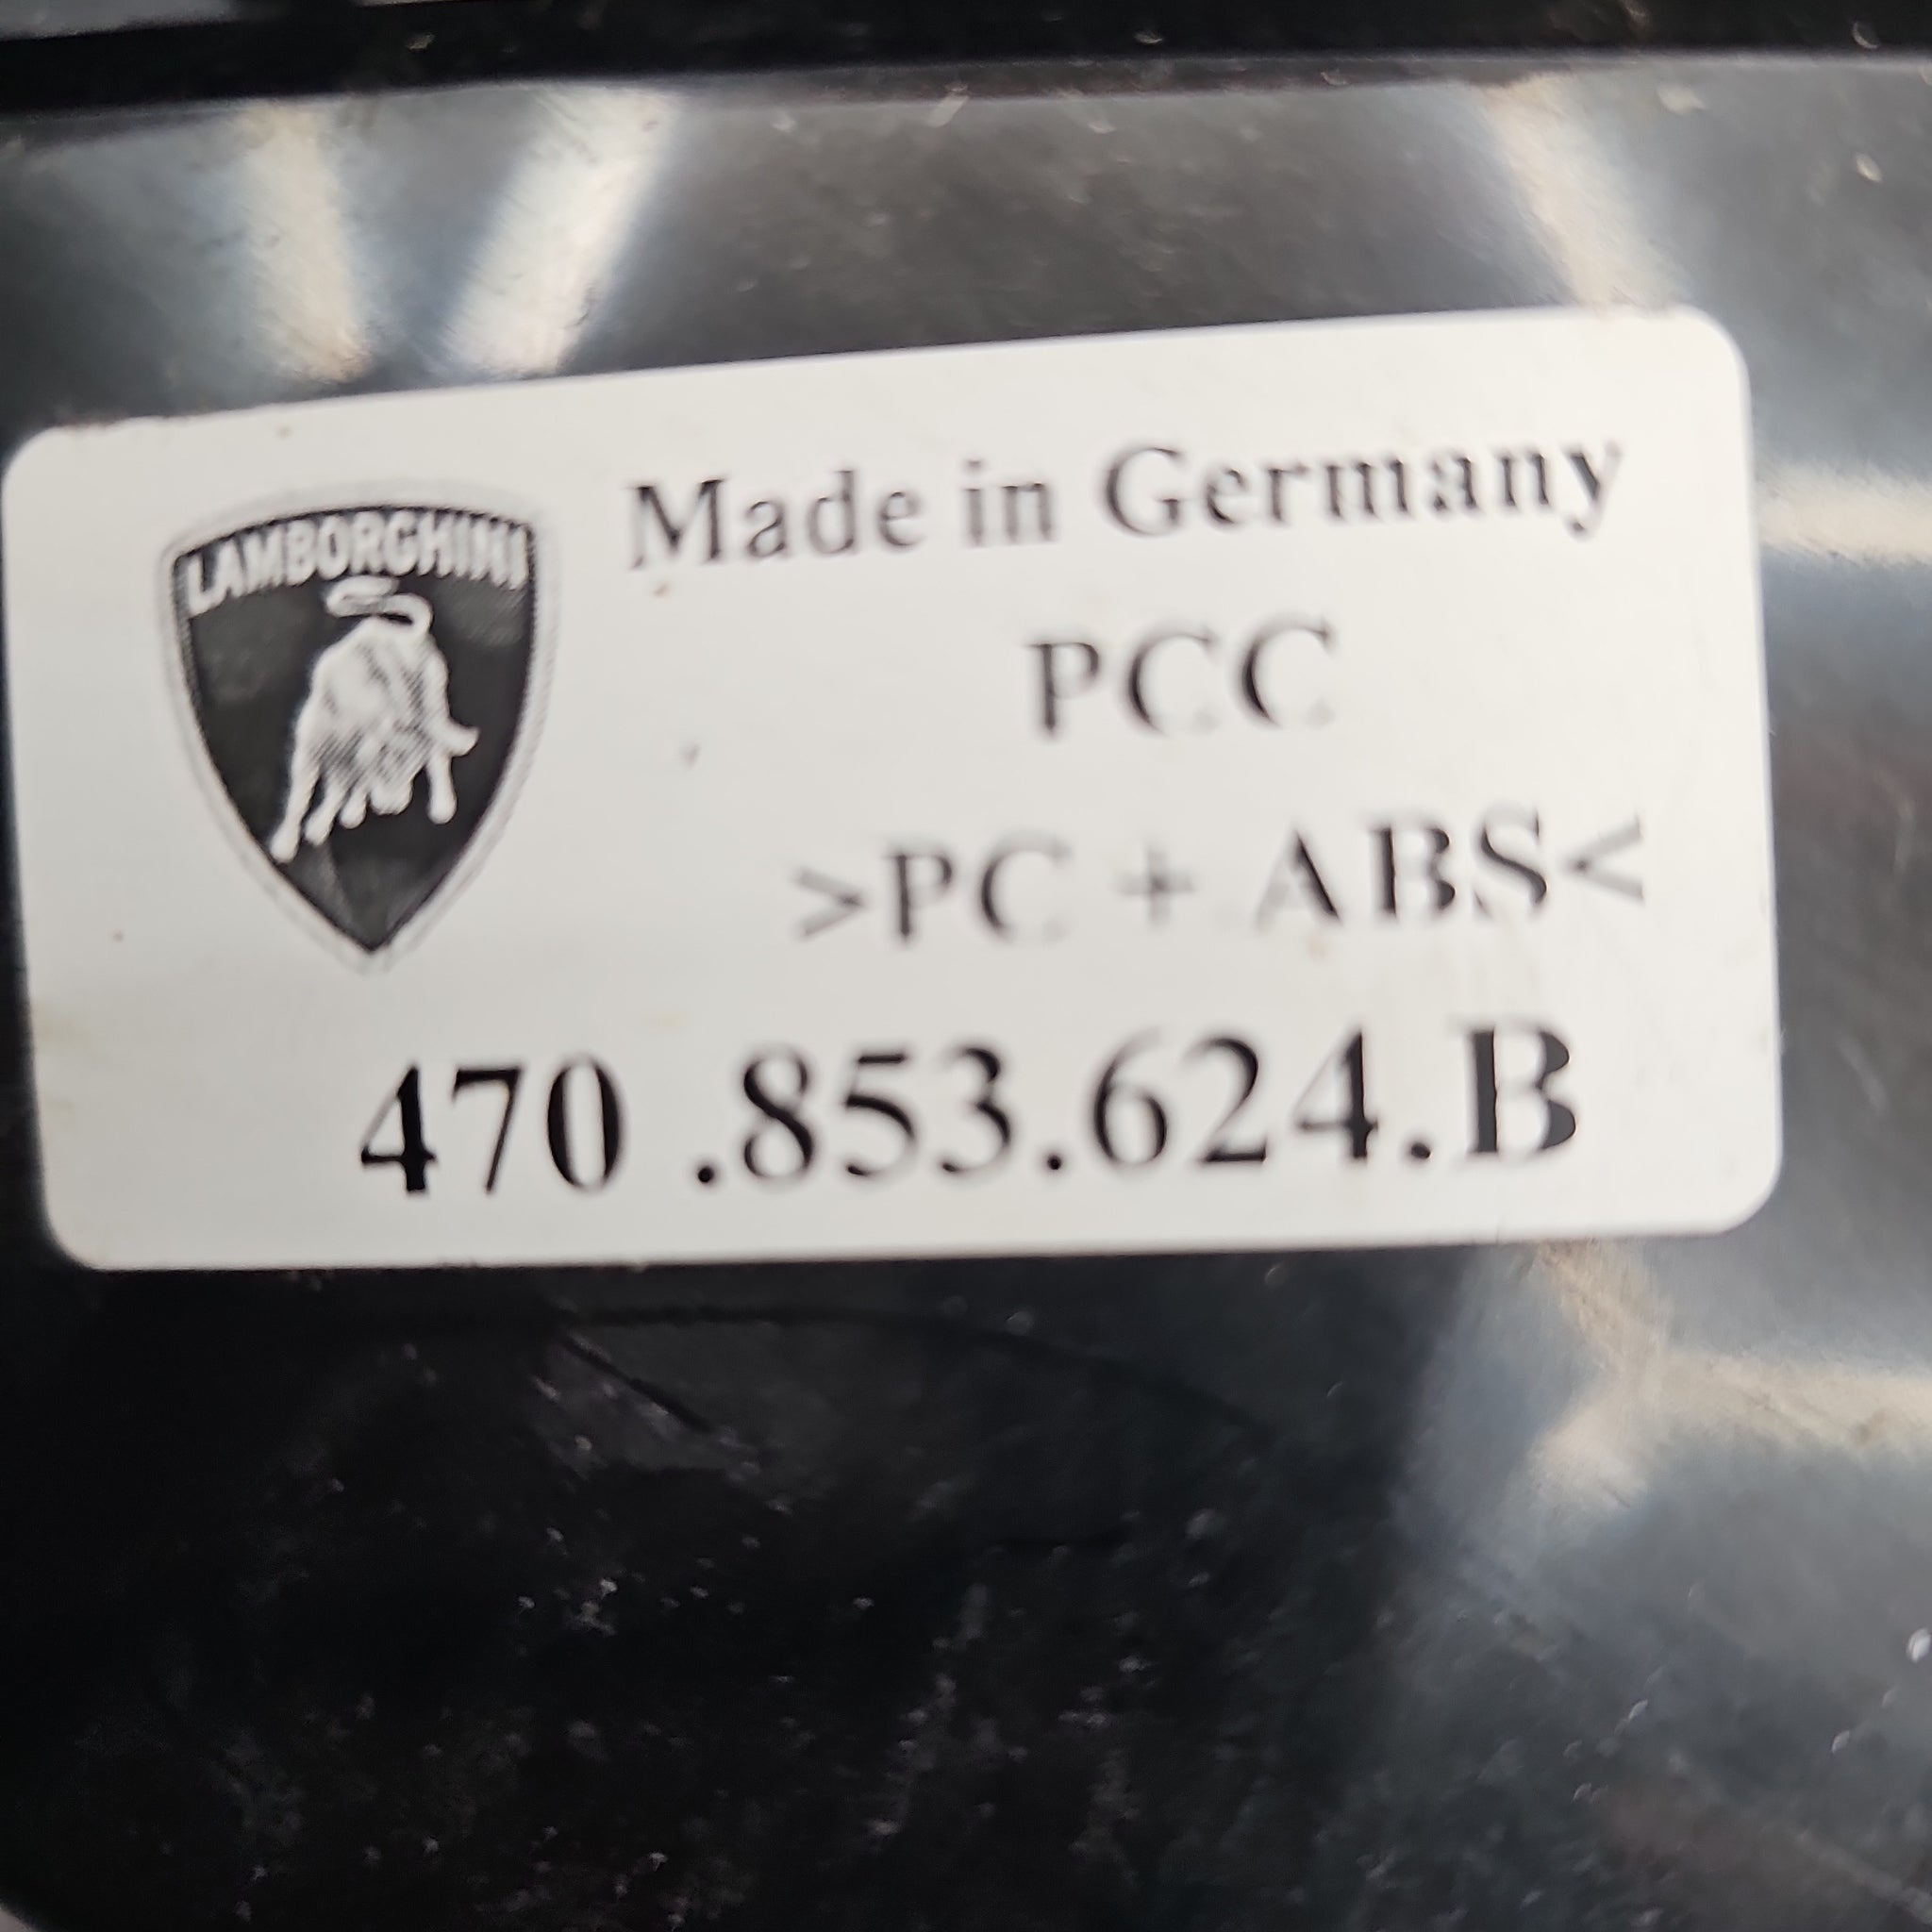 LAMBORGHINI
Made in Germany
PCC
>PC + ABS<
470 .853.624.B